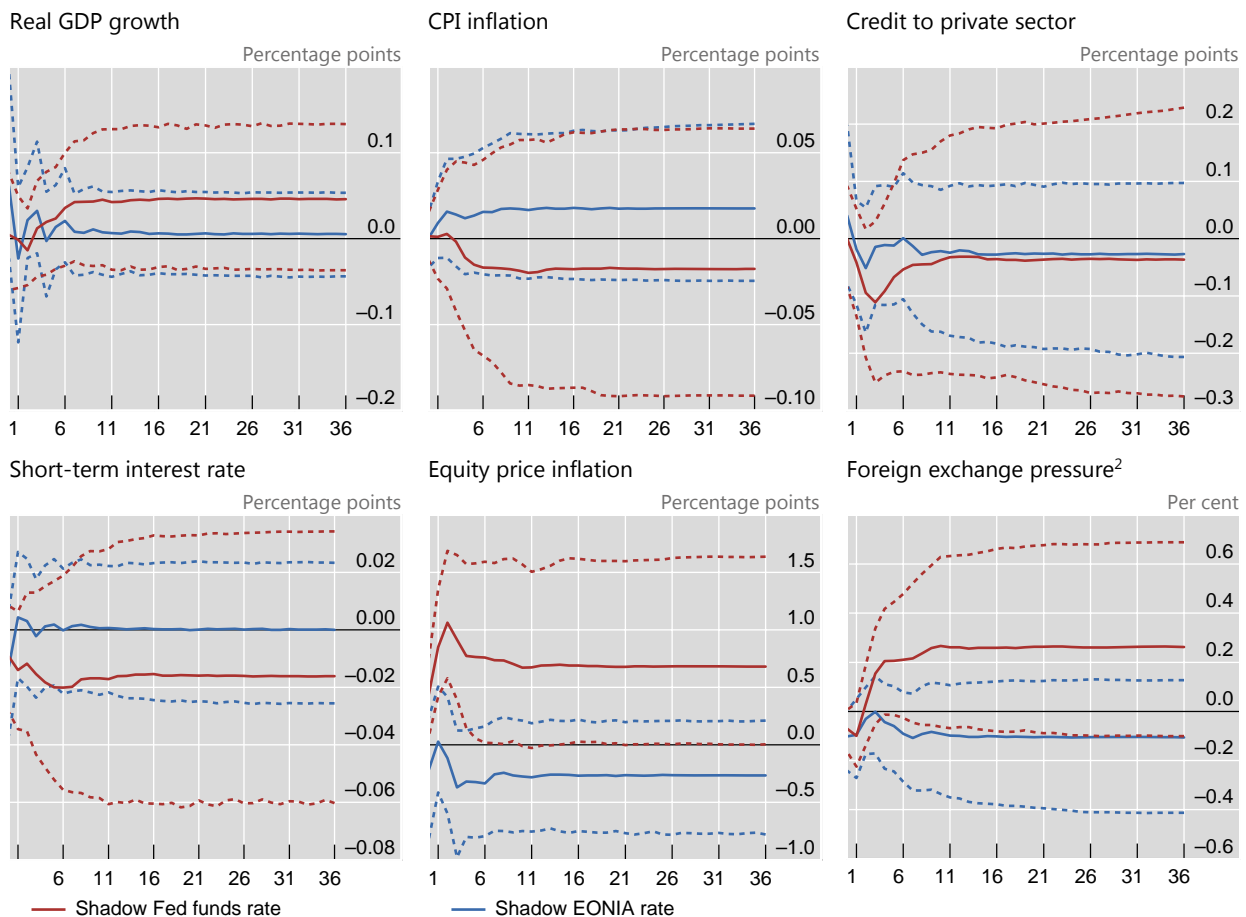 Real GDP growth
Percentage points
0.1
0.0
–0.1
–0.2
1 6 11 16 21 26 31 36
CPI inflation
Percentage points
0.05
0.00
–0.05
–0.10
6 11 16 21 26 31 36
Credit to private sector
Percentage points
0.2
0.1
0.0
–0.1
–0.2
–0.3
1 6 11 16 21 26 31 36
Short-term interest rate
Percentage points
0.02
0.00
–0.02
–0.04
–0.06
–0.08
6 11 16 21 26 31 36
Equity price inflation
Percentage points
1.5
1.0
0.5
0.0
–0.5
–1.0
1 6 11 16 21 26 31 36
Foreign exchange pressure²
Per cent
0.6
0.4
0.2
0.0
–0.2
–0.4
–0.6
1 6 11 16 21 26 31 36
Shadow Fed funds rate
Shadow EONIA rate